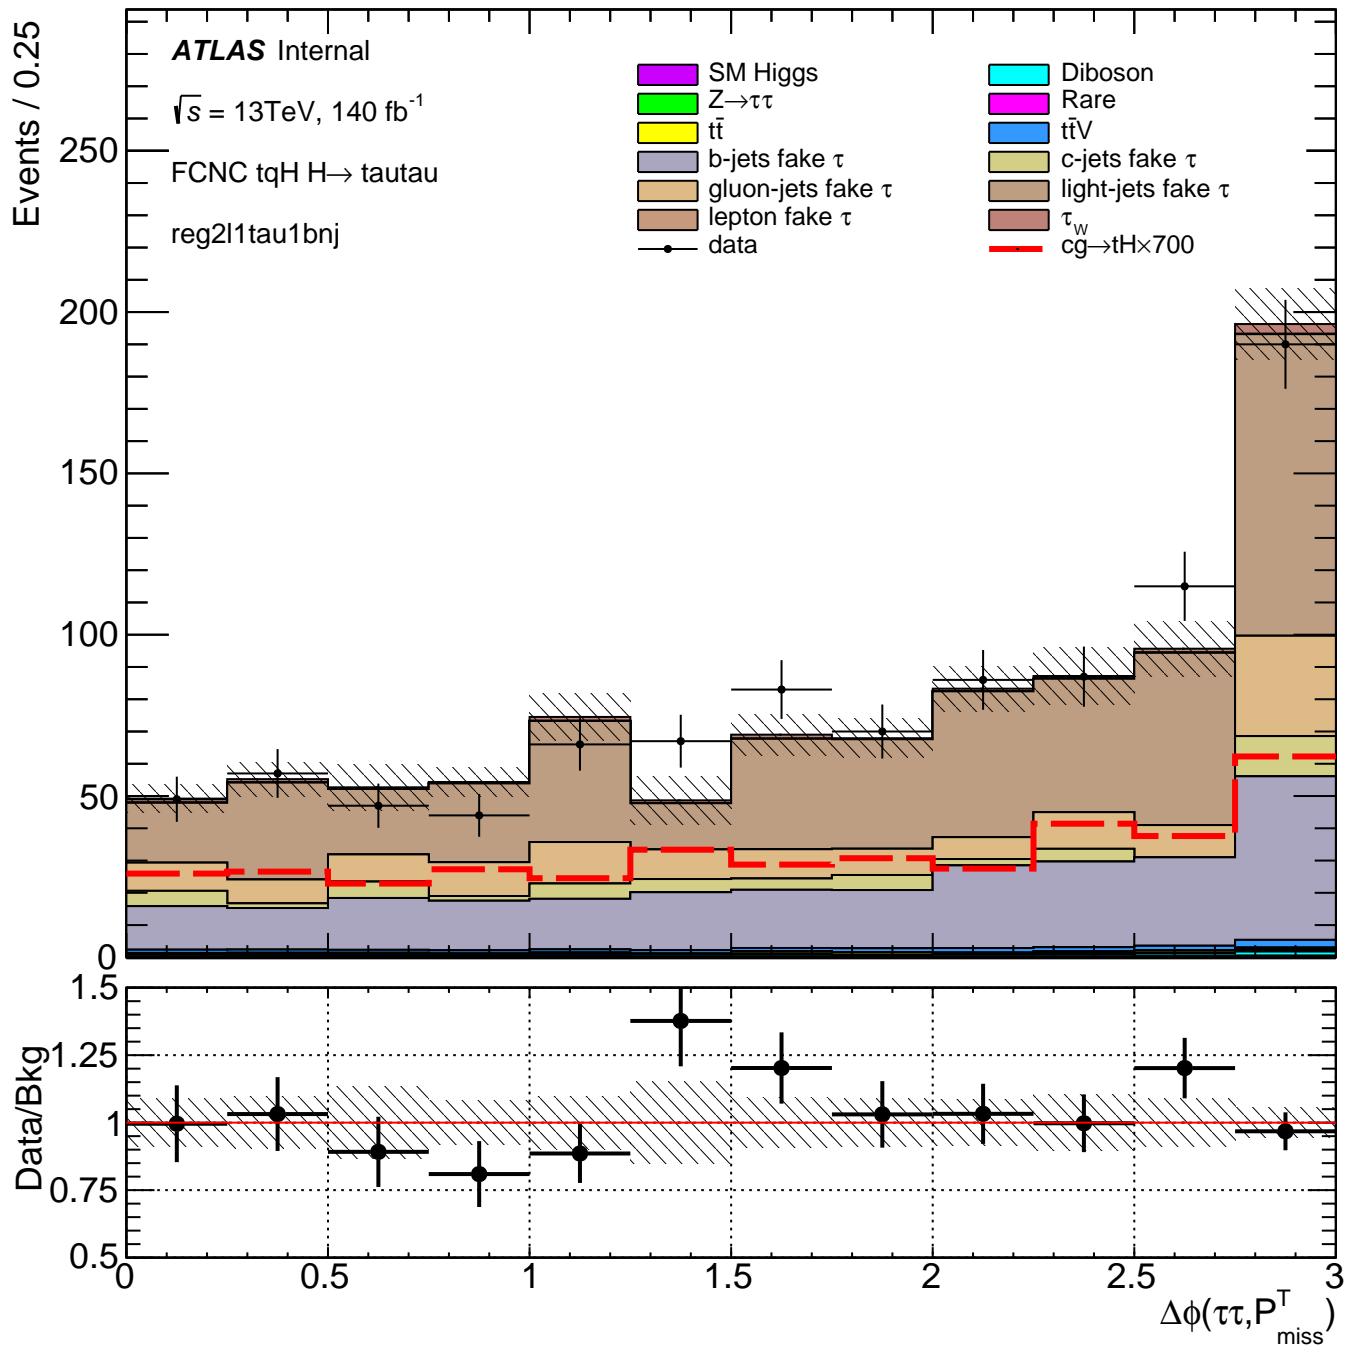 Events / 0.25
ATLAS Internal
√s = 13TeV, 140 fb⁻¹
FCNC tqH H→ tautau
reg2l1tau1bnj
SM Higgs
Diboson
Z→ττ
Rare
tt̄
tt̄V
b-jets fake τ
c-jets fake τ
gluon-jets fake τ
light-jets fake τ
lepton fake τ
τ_W
data
cg→tH×700
250
200
150
100
50
0
Data/Bkg
1.5
1.25
1
0.75
0.5
0 0.5 1 1.5 2 2.5 3
Δϕ(ττ,P^T_miss)